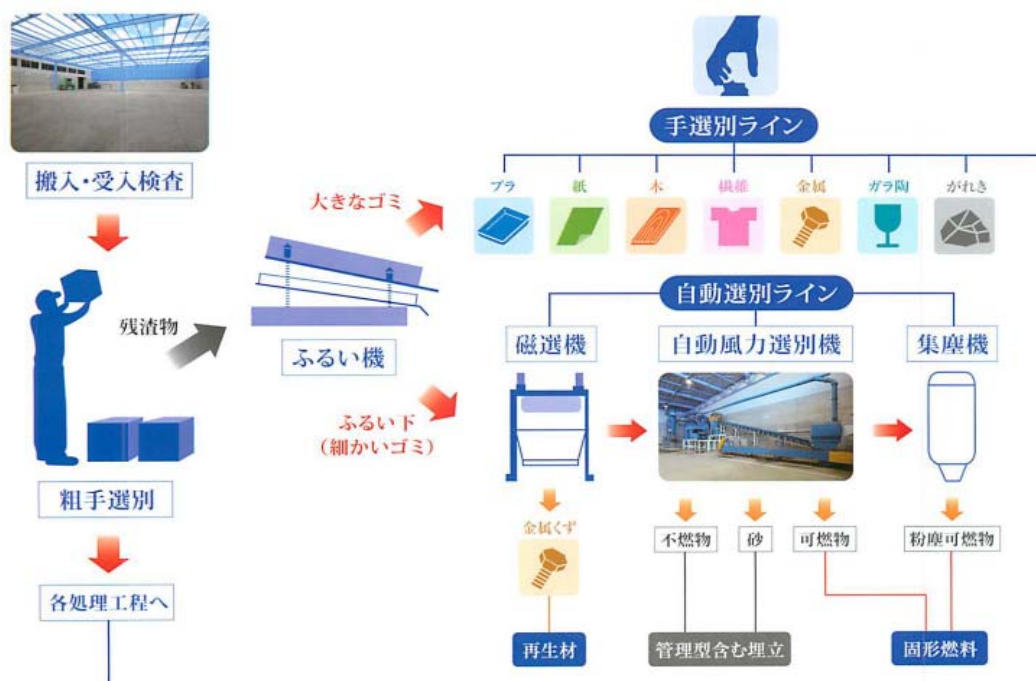 搬入・受入検査
残渣物
粗手選別
各処理工程へ
大きなゴミ
ふるい機
ふるい下
（細かいゴミ）
手選別ライン
プラ
紙
木
繊維
金属
ガラ陶
がれき
自動選別ライン
磁選機
自動風力選別機
集塵機
金属くず
不燃物
砂
可燃物
粉塵可燃物
再生材
管理型含む埋立
固形燃料